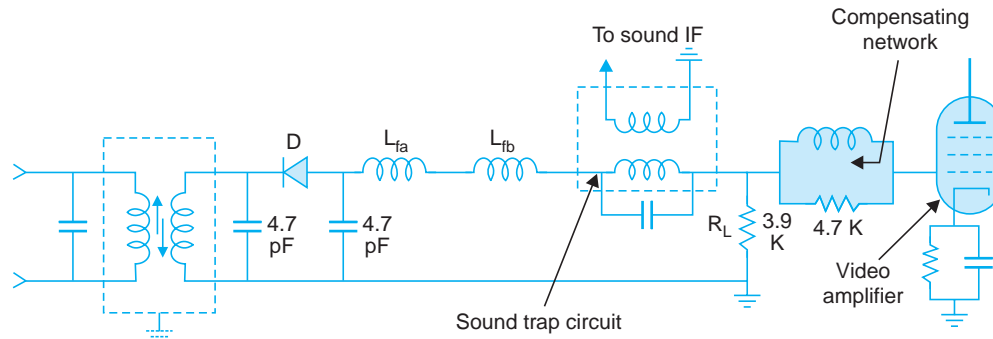 Compensating
network
To sound IF
D
Lfa
Lfb
4.7
pF
4.7
pF
RL
3.9
K
4.7 K
Video
amplifier
Sound trap circuit